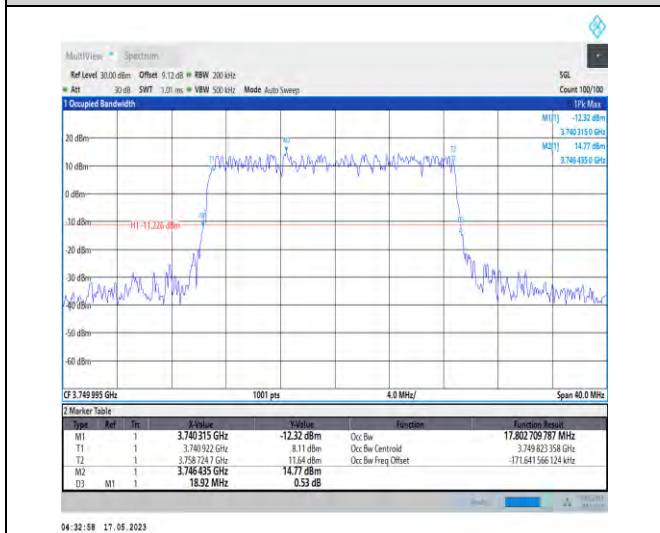 MultiView Spectrum
Ref Level 30.00 dBm Offset 9.12 dB RBW 200 kHz SGL
Att 30 dB SWT 1.01 ms VBW 500 kHz Mode Auto Sweep Count 100/100
1 Occupied Bandwidth 1Pk Max
M1[1] -12.32 dBm
3.740 315 0 GHz
M2[1] 14.77 dBm
3.746 435 0 GHz
20 dBm
M2
T2
10 dBm
T1
0 dBm
-10 dBm
H1 -11.226 dBm
-20 dBm
-30 dBm
-40 dBm
-50 dBm
-60 dBm
CF 3.749 995 GHz 1001 pts 4.0 MHz/ Span 40.0 MHz
2 Marker Table
Type Ref Trc X-Value Y-Value Function Function Result
M1 1 3.740 315 GHz -12.32 dBm Occ Bw 17.802 709 787 MHz
T1 1 3.740 922 GHz 8.11 dBm Occ Bw Centroid 3.749 823 358 GHz
T2 1 3.758 724 7 GHz 11.64 dBm Occ Bw Freq Offset -171.641 566 124 kHz
M2 1 3.746 435 GHz 14.77 dBm
D3 M1 1 18.92 MHz 0.53 dB
04:32:58 17.05.2023